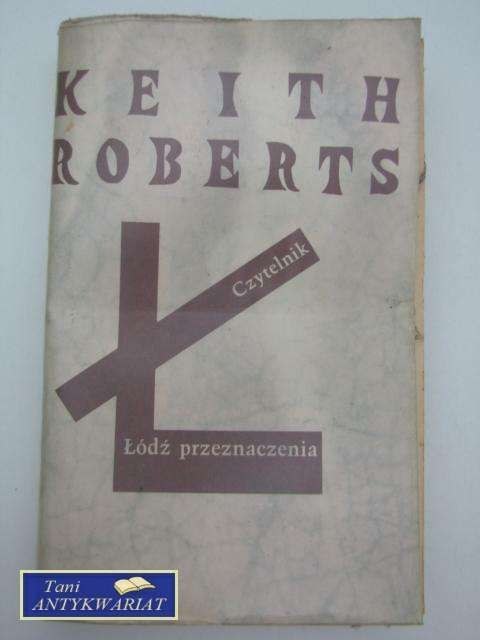 KEITH
ROBERTS
Czytelnik
Łódź przeznaczenia
Tani
ANTYKWARIAT